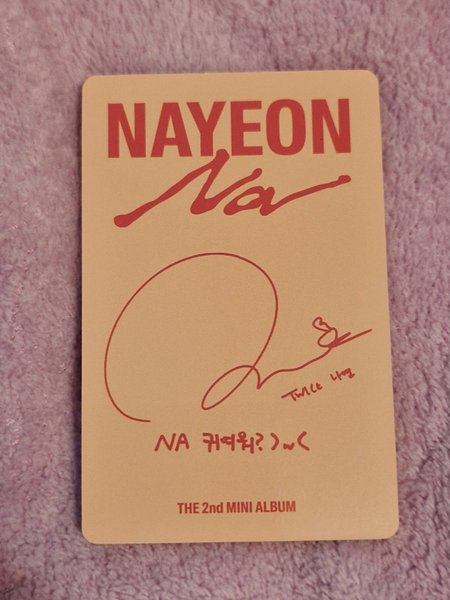 NAYEON
Na
TWICE 나연
NA 귀여워? >~<
THE 2nd MINI ALBUM